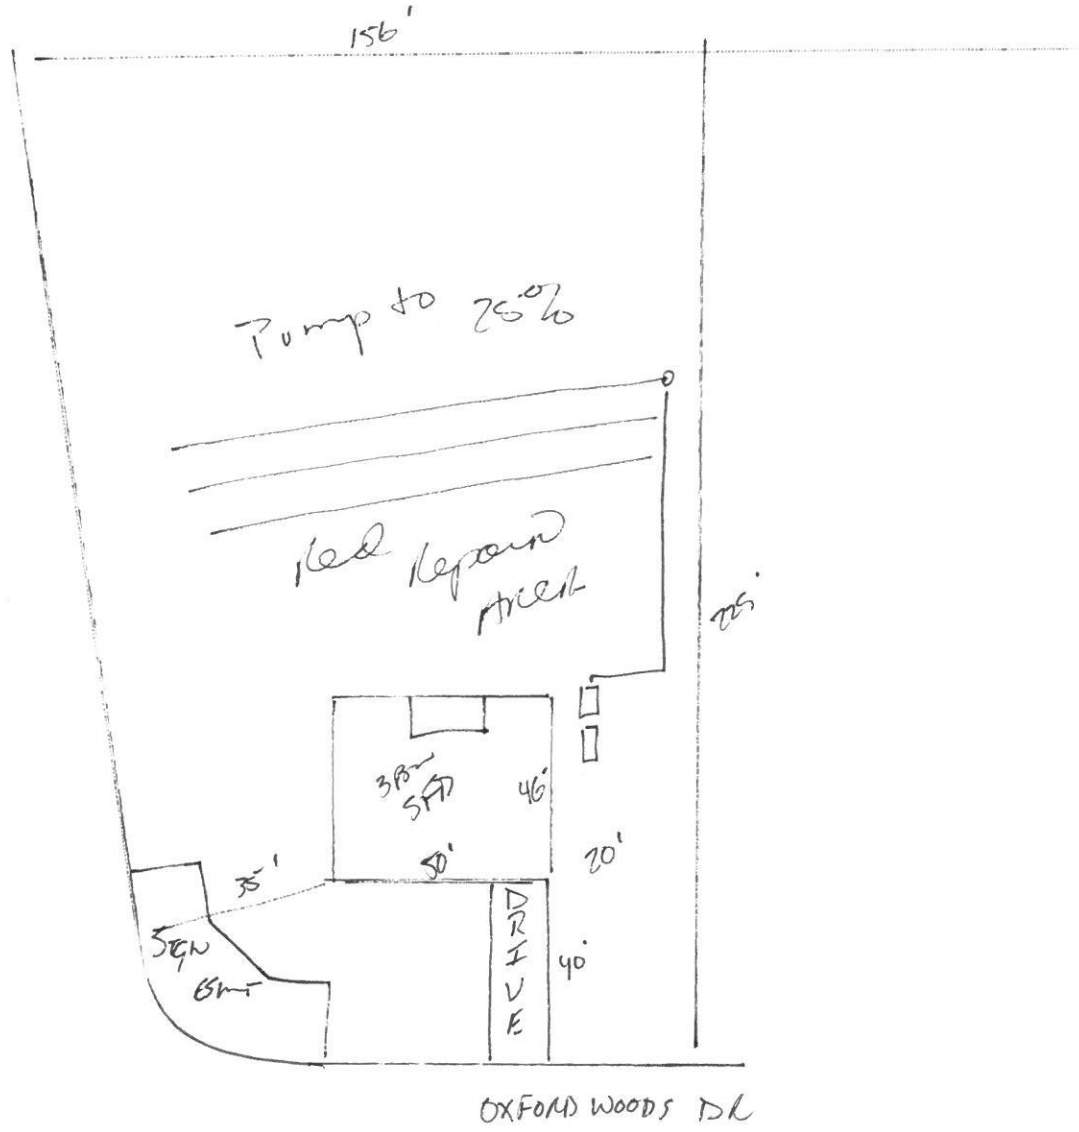 156'
Pump to 25%
Red Repair
Area
225'
3BR
SFD
46'
50'
20'
35'
DRIVE
40'
SIGN
ESMT
OXFORD WOODS DR